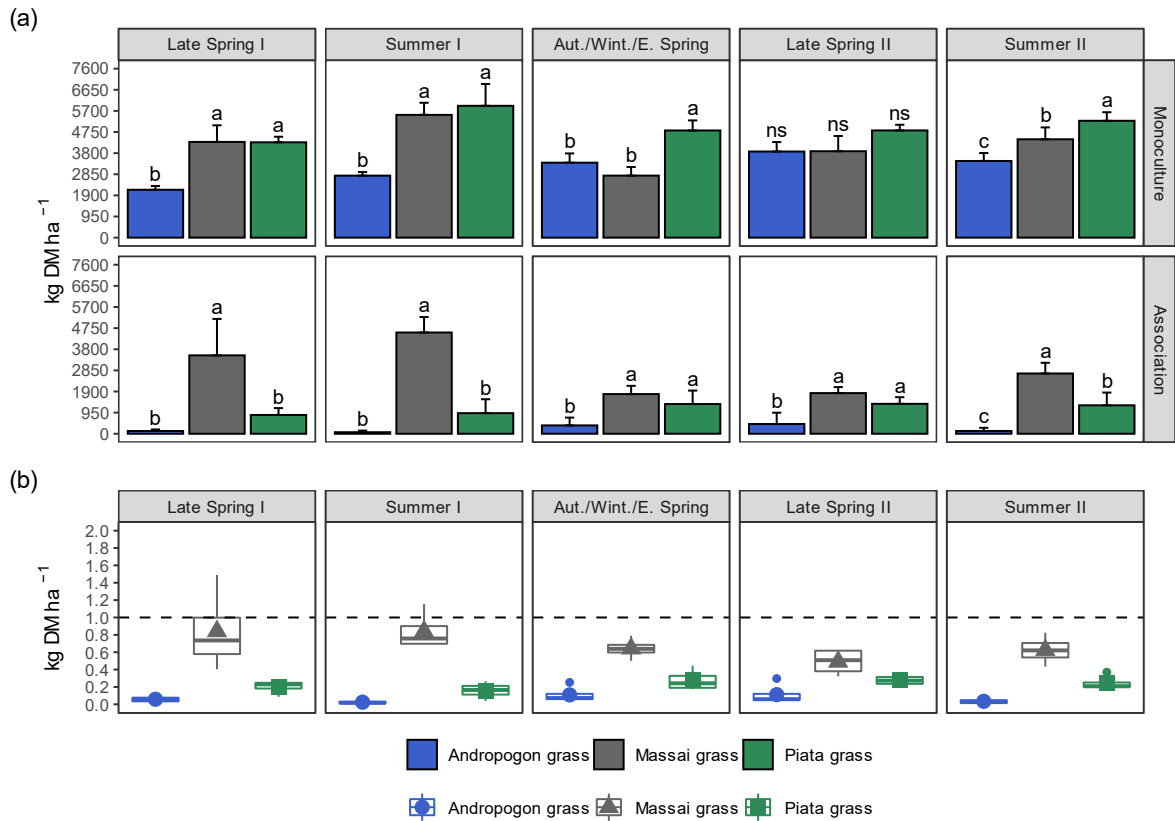 (a)
Late Spring I Summer I Aut./Wint./E. Spring Late Spring II Summer II
kg DM ha⁻¹
7600
6650
5700
4750
3800
2850
1900
950
0
b a a
b a a
b b a
ns ns ns
c b a
Monoculture
kg DM ha⁻¹
7600
6650
5700
4750
3800
2850
1900
950
0
b a b
b a b
b a a
b a a
c a b
Association
(b)
Late Spring I Summer I Aut./Wint./E. Spring Late Spring II Summer II
kg DM ha⁻¹
2.0
1.8
1.6
1.4
1.2
1.0
0.8
0.6
0.4
0.2
0.0
Andropogon grass Massai grass Piata grass
Andropogon grass Massai grass Piata grass